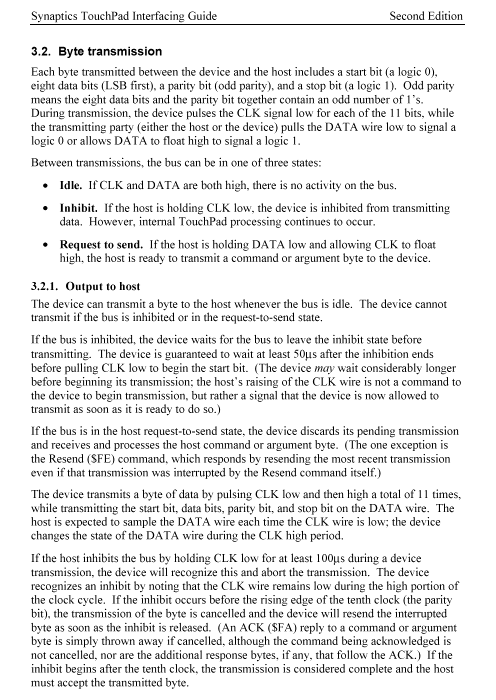 Synaptics TouchPad Interfacing Guide Second Edition
3.2. Byte transmission
Each byte transmitted between the device and the host includes a start bit (a logic 0),
eight data bits (LSB first), a parity bit (odd parity), and a stop bit (a logic 1). Odd parity
means the eight data bits and the parity bit together contain an odd number of 1's.
During transmission, the device pulses the CLK signal low for each of the 11 bits, while
the transmitting party (either the host or the device) pulls the DATA wire low to signal a
logic 0 or allows DATA to float high to signal a logic 1.
Between transmissions, the bus can be in one of three states:
• Idle. If CLK and DATA are both high, there is no activity on the bus.
• Inhibit. If the host is holding CLK low, the device is inhibited from transmitting
data. However, internal TouchPad processing continues to occur.
• Request to send. If the host is holding DATA low and allowing CLK to float
high, the host is ready to transmit a command or argument byte to the device.
3.2.1. Output to host
The device can transmit a byte to the host whenever the bus is idle. The device cannot
transmit if the bus is inhibited or in the request-to-send state.
If the bus is inhibited, the device waits for the bus to leave the inhibit state before
transmitting. The device is guaranteed to wait at least 50µs after the inhibition ends
before pulling CLK low to begin the start bit. (The device may wait considerably longer
before beginning its transmission; the host's raising of the CLK wire is not a command to
the device to begin transmission, but rather a signal that the device is now allowed to
transmit as soon as it is ready to do so.)
If the bus is in the host request-to-send state, the device discards its pending transmission
and receives and processes the host command or argument byte. (The one exception is
the Resend ($FE) command, which responds by resending the most recent transmission
even if that transmission was interrupted by the Resend command itself.)
The device transmits a byte of data by pulsing CLK low and then high a total of 11 times,
while transmitting the start bit, data bits, parity bit, and stop bit on the DATA wire. The
host is expected to sample the DATA wire each time the CLK wire is low; the device
changes the state of the DATA wire during the CLK high period.
If the host inhibits the bus by holding CLK low for at least 100µs during a device
transmission, the device will recognize this and abort the transmission. The device
recognizes an inhibit by noting that the CLK wire remains low during the high portion of
the clock cycle. If the inhibit occurs before the rising edge of the tenth clock (the parity
bit), the transmission of the byte is cancelled and the device will resend the interrupted
byte as soon as the inhibit is released. (An ACK ($FA) reply to a command or argument
byte is simply thrown away if cancelled, although the command being acknowledged is
not cancelled, nor are the additional response bytes, if any, that follow the ACK.) If the
inhibit begins after the tenth clock, the transmission is considered complete and the host
must accept the transmitted byte.